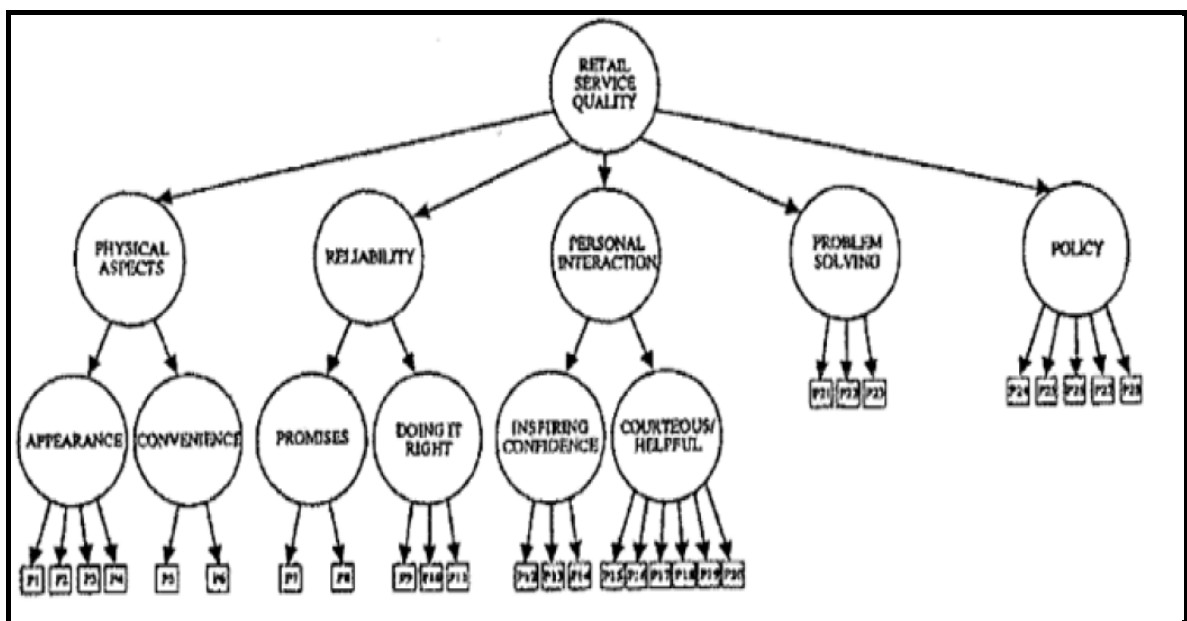 RETAIL
SERVICE
QUALITY
PHYSICAL
ASPECTS
RELIABILITY
PERSONAL
INTERACTION
PROBLEM
SOLVING
POLICY
P21 P22 P23
P24 P25 P26 P27 P28
APPEARANCE
CONVENIENCE
PROMISES
DOING IT
RIGHT
INSPIRING
CONFIDENCE
COURTEOUS/
HELPFUL
P1 P2 P3 P4
P5 P6
P7 P8
P9 P10 P11
P12 P13 P14
P15 P16 P17 P18 P19 P20